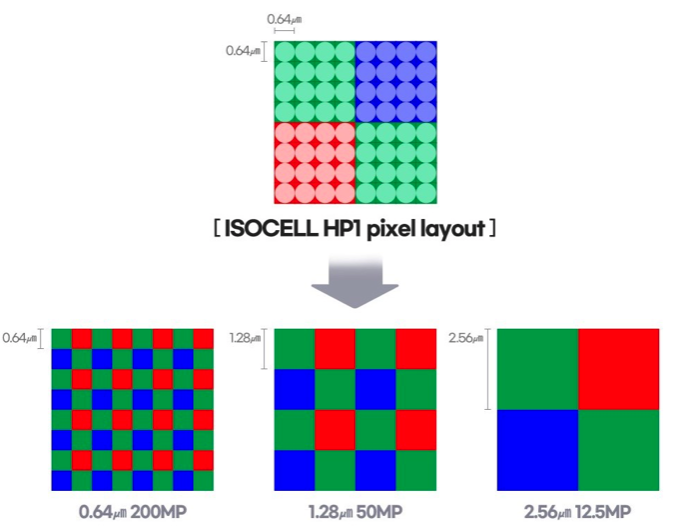 0.64㎛
0.64㎛
[ ISOCELL HP1 pixel layout ]
0.64㎛
1.28㎛
2.56㎛
0.64㎛ 200MP
1.28㎛ 50MP
2.56㎛ 12.5MP